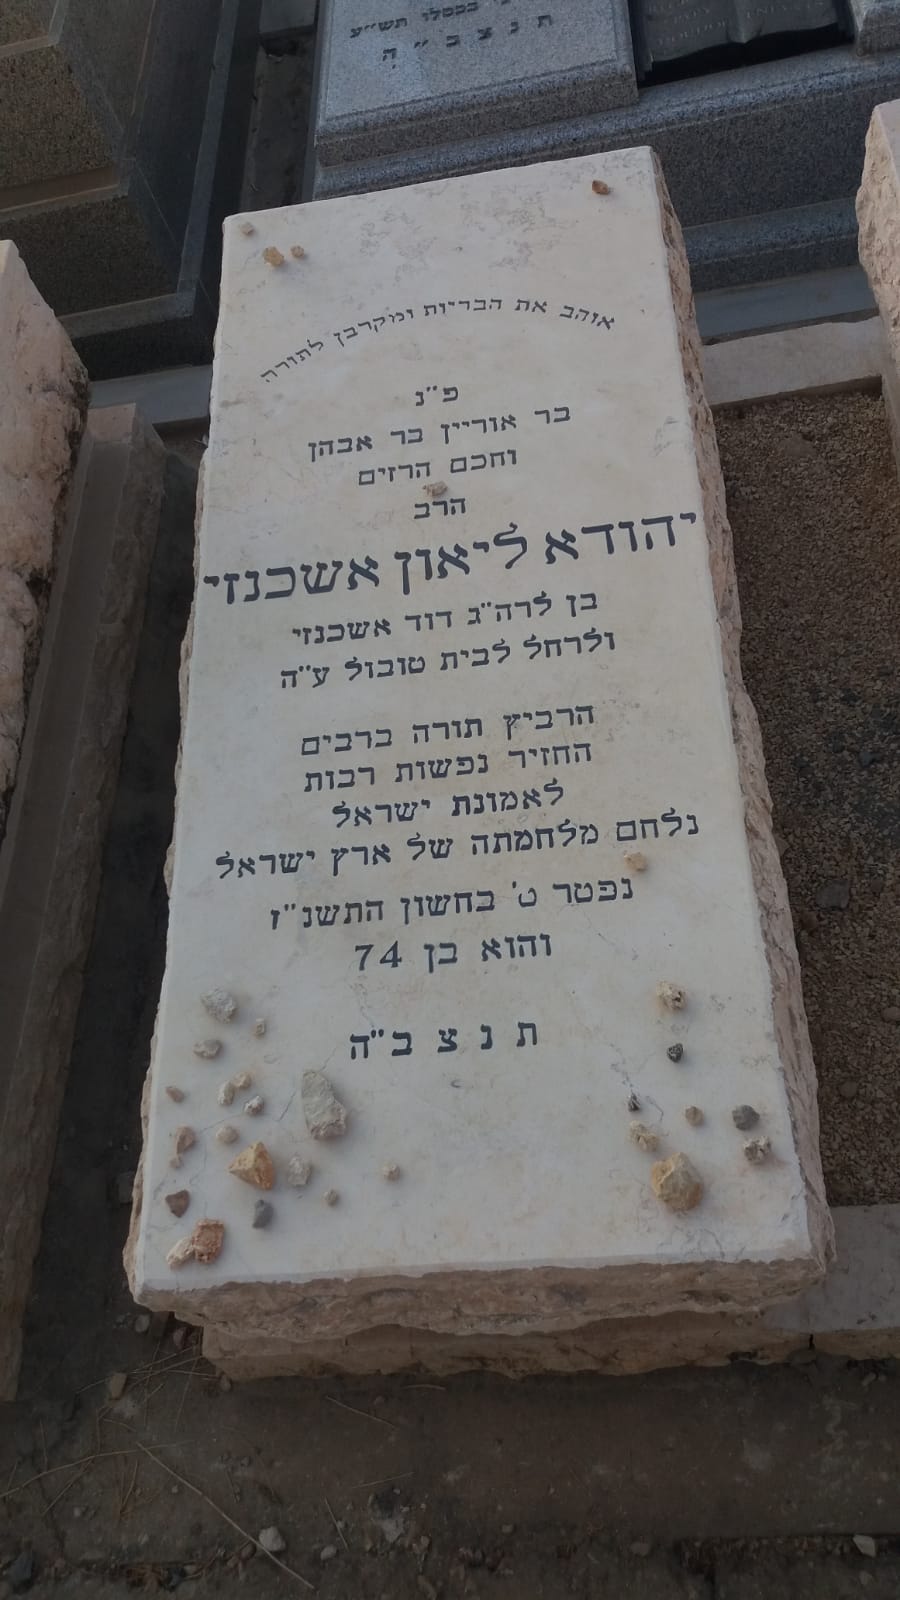 בכסלו תש״ע
ת נ צ ב ״ ה
אוהב את הבריות ומקרבן לתורה
פ״נ
בר אוריין בר אבהן
וחכם הרזים
הרב
יהודא ליאון אשכנזי
בן לרה״ג דוד אשכנזי
ולרחל לבית טובול ע״ה
הרביץ תורה ברבים
החזיר נפשות רבות
לאמונת ישראל
נלחם מלחמתה של ארץ ישראל
נפטר ט׳ בחשון התשנ״ז
והוא בן 74
ת נ צ ב״ה